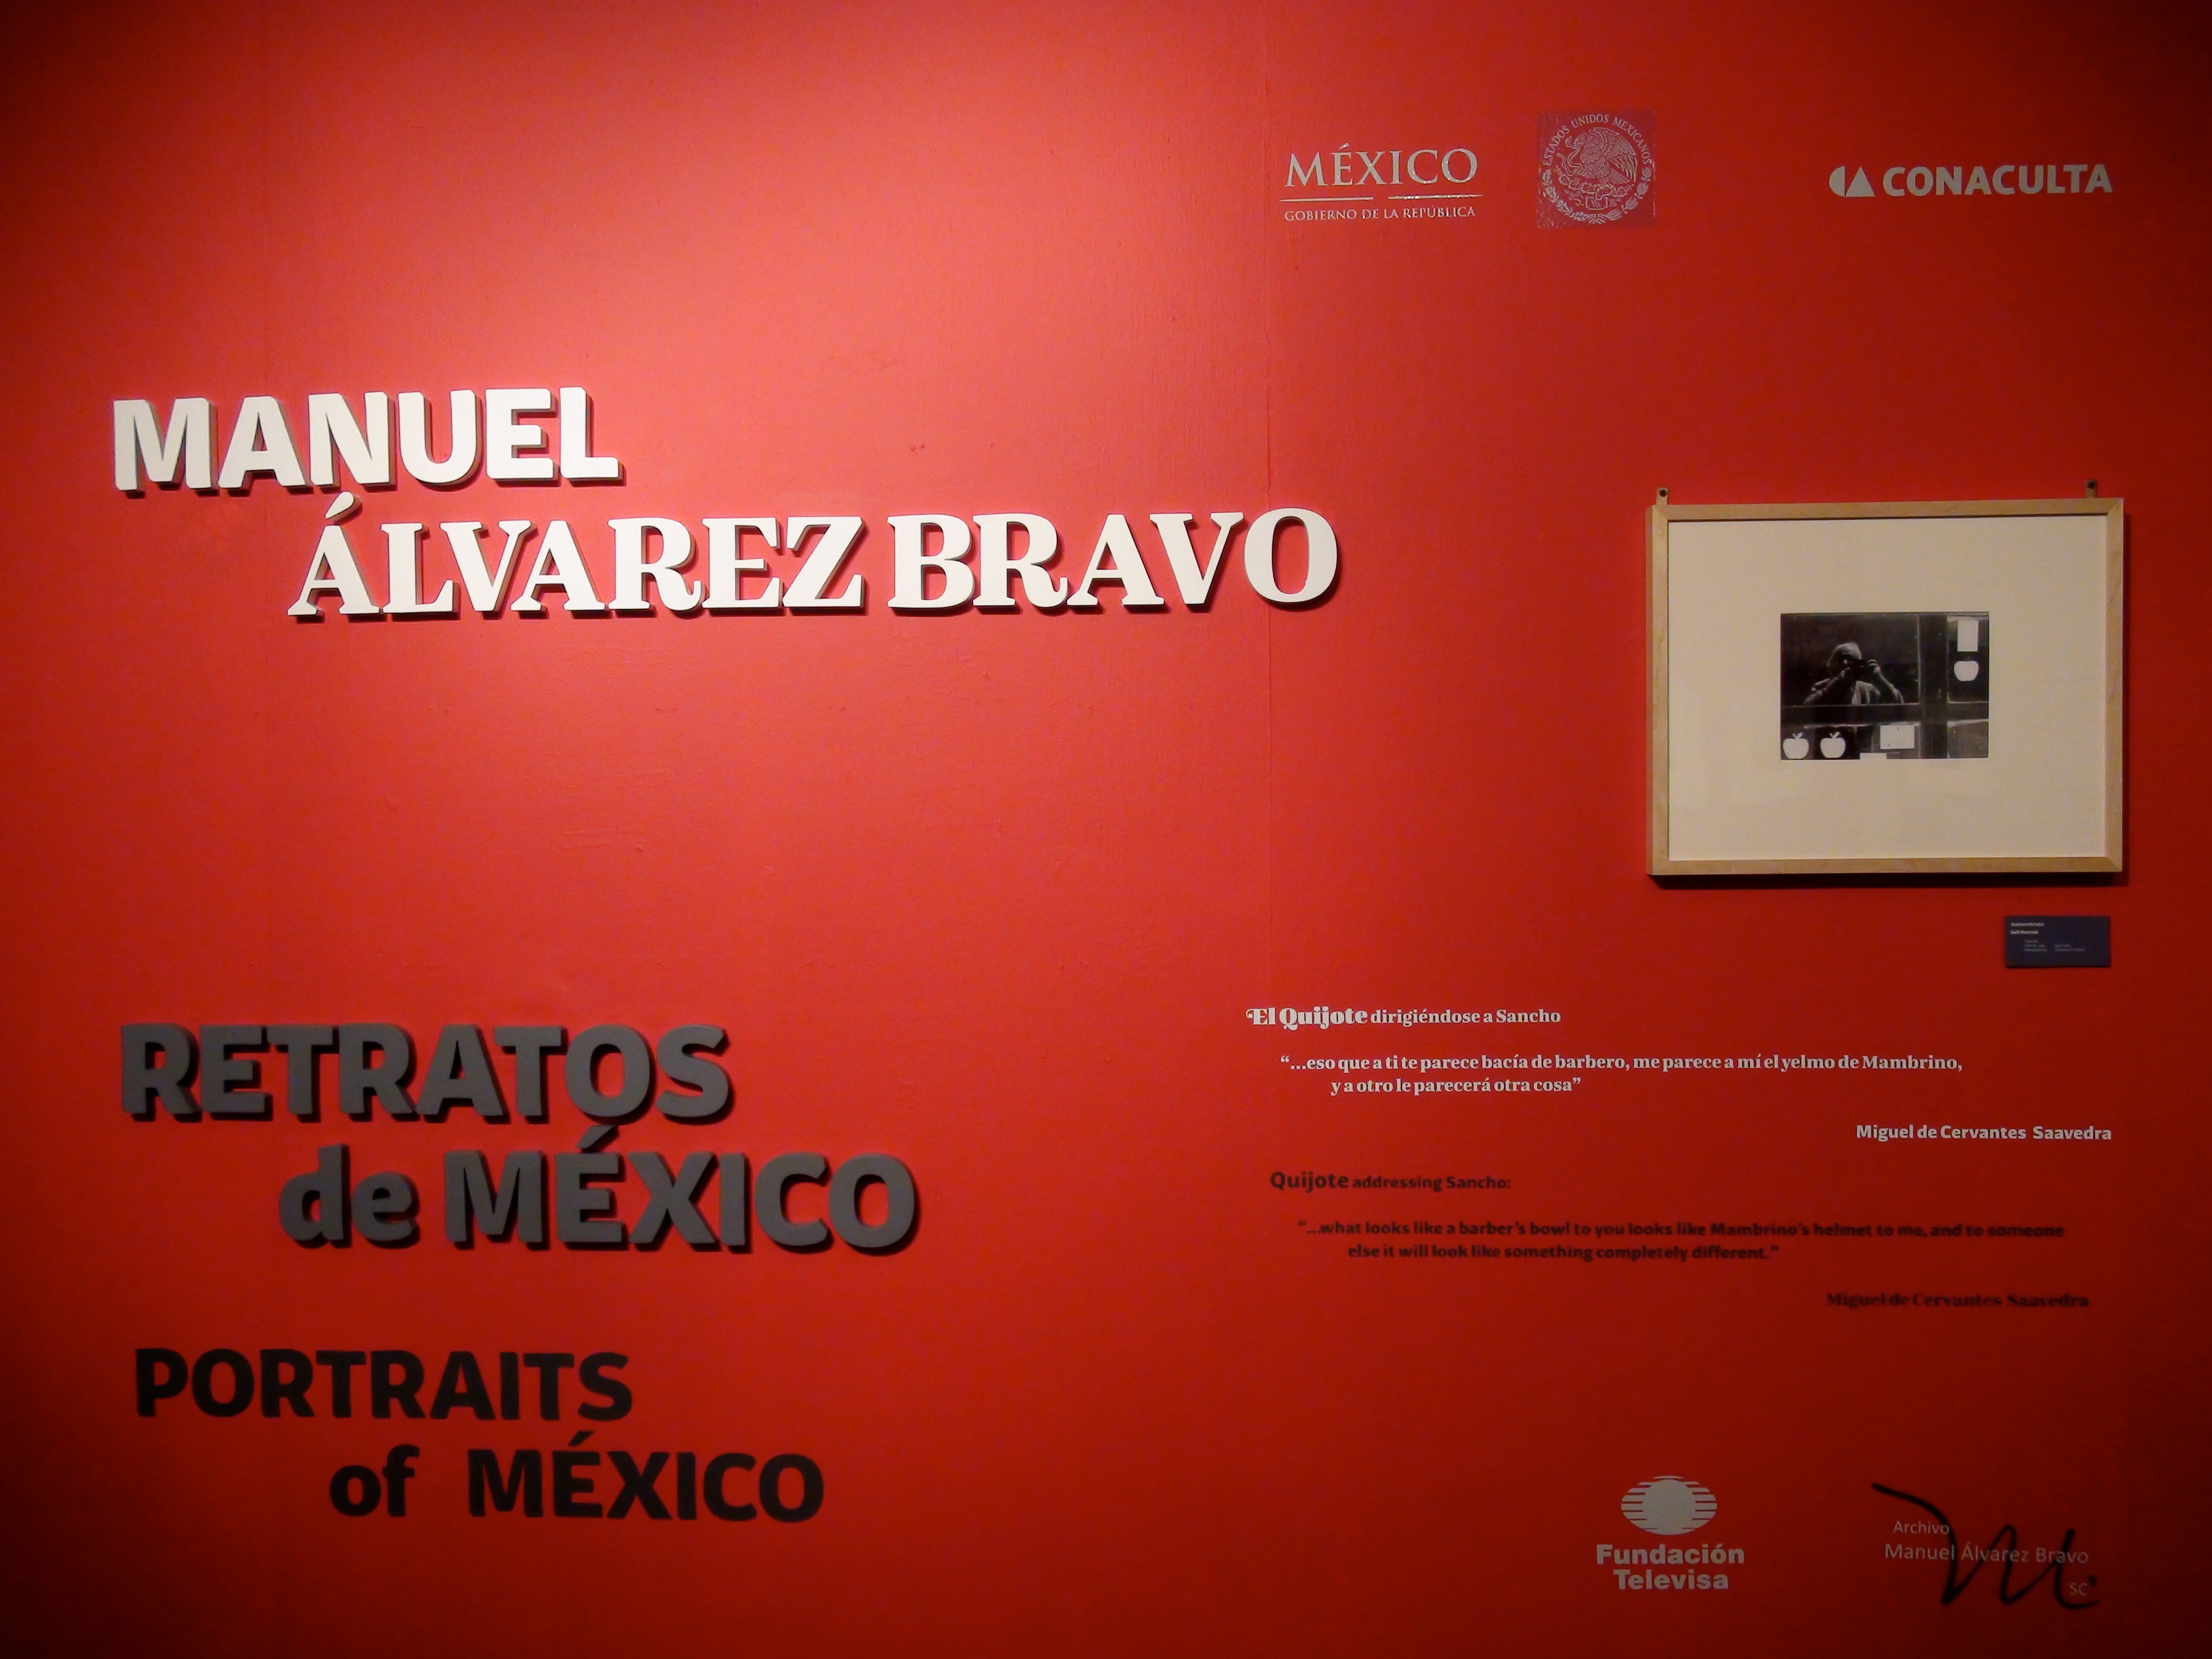 MÉXICO
GOBIERNO DE LA REPÚBLICA
ESTADOS UNIDOS MEXICANOS
CONACULTA
MANUEL
ÁLVAREZ BRAVO
RETRATOS
de MÉXICO
PORTRAITS
of MÉXICO
El Quijote dirigiéndose a Sancho
“...eso que a ti te parece bacía de barbero, me parece a mí el yelmo de Mambrino,
y a otro le parecerá otra cosa”
Miguel de Cervantes Saavedra
Quijote addressing Sancho:
“...what looks like a barber's bowl to you looks like Mambrino's helmet to me, and to someone
else it will look like something completely different.”
Miguel de Cervantes Saavedra
Fundación
Televisa
Archivo
Manuel Álvarez Bravo
SC